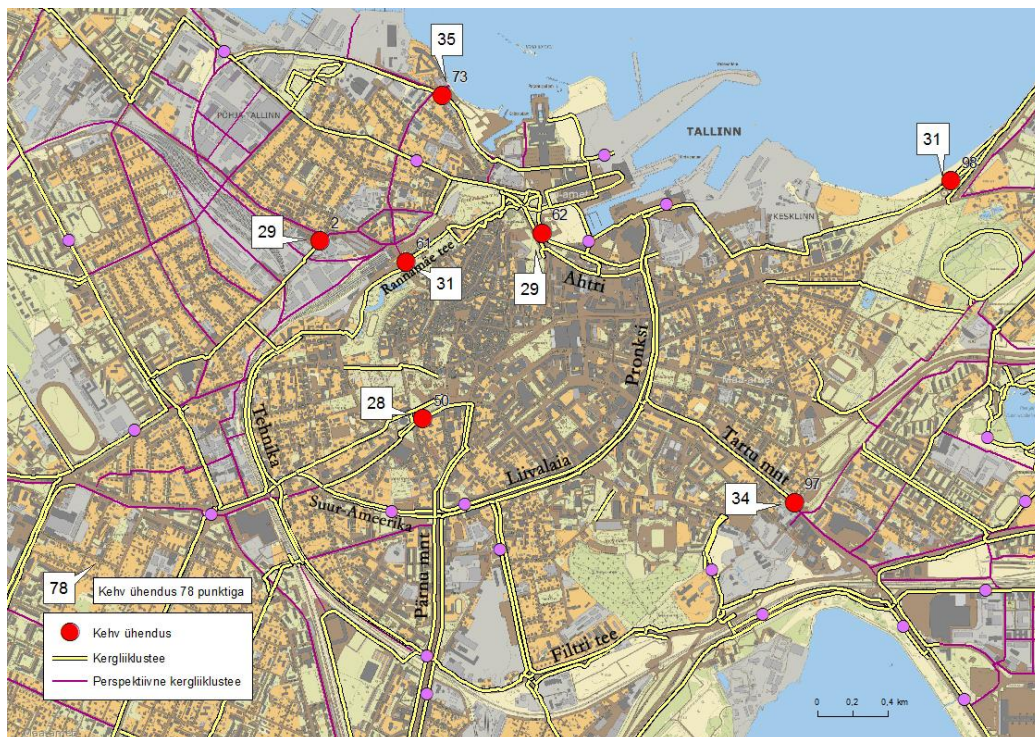 35
73
PÕHJA-TALLINN
TALLINN
31
98
KESKLINN
2
29
62
61
Rannamäe tee
31
29
Ahtri
Pronksi
28
50
Tehnika
Tartu mnt
Liivalaia
97
34
Suur-Ameerika
Pärnu mnt
78
Kehv ühendus 78 punktiga
Filtri tee
Kehv ühendus
Kergliiklustee
Perspektiivne kergliiklustee
0 0,2 0,4 km